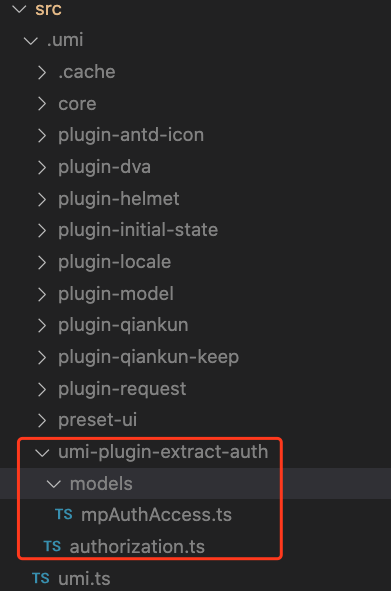 src
.umi
.cache
core
plugin-antd-icon
plugin-dva
plugin-helmet
plugin-initial-state
plugin-locale
plugin-model
plugin-qiankun
plugin-qiankun-keep
plugin-request
preset-ui
umi-plugin-extract-auth
models
TS mpAuthAccess.ts
TS authorization.ts
TS umi.ts